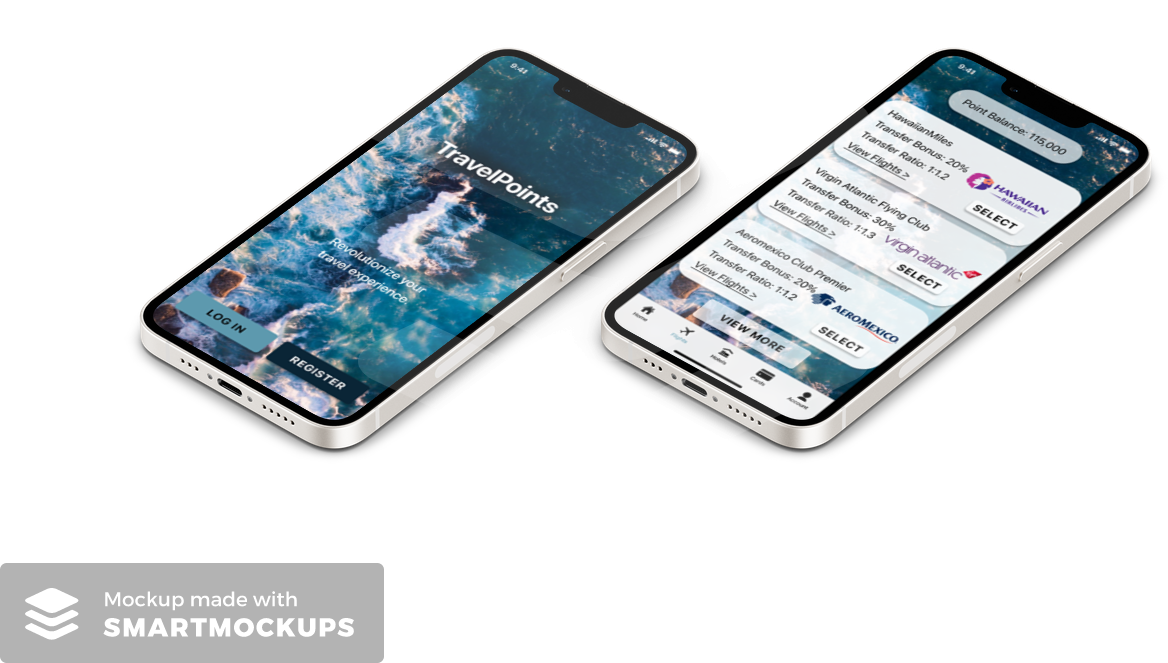 9:41
TravelPoints
Revolutionize your
travel experience.
LOG IN
REGISTER
9:41
Point Balance: 115,000
HawaiianMiles
Transfer Bonus: 20%
Transfer Ratio: 1:1.2
View Flights >
HAWAIIAN
AIRLINES
SELECT
Virgin Atlantic Flying Club
Transfer Bonus: 30%
Transfer Ratio: 1:1.3
View Flights >
virgin atlantic
SELECT
Aeromexico Club Premier
Transfer Bonus: 20%
Transfer Ratio: 1:1.2
View Flights >
AEROMEXICO
SELECT
VIEW MORE
Home
Flights
Hotels
Cards
Account
Mockup made with
SMARTMOCKUPS